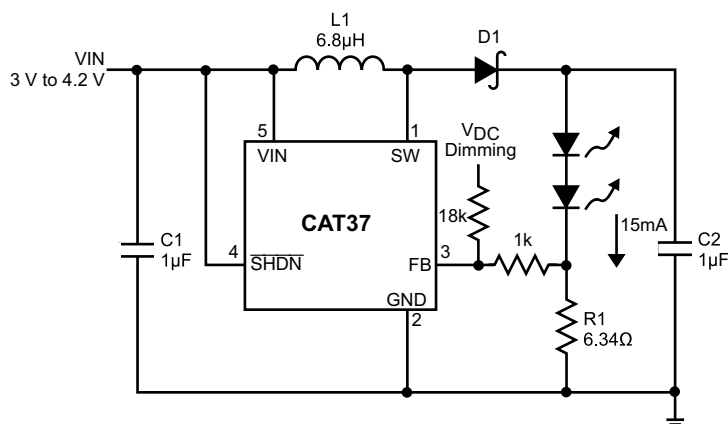 L1
6.8µH
D1
VIN
3 V to 4.2 V
5
1
VIN
SW
VDC
Dimming
CAT37
18k
15mA
C1
1µF
C2
1µF
4
SHDN
3
FB
1k
GND
2
R1
6.34Ω